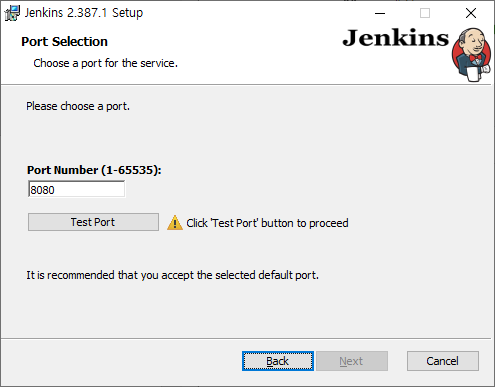 Jenkins 2.387.1 Setup
Port Selection
Choose a port for the service.
Jenkins
Please choose a port.
Port Number (1-65535):
8080
Test Port
Click 'Test Port' button to proceed
It is recommended that you accept the selected default port.
Back
Next
Cancel